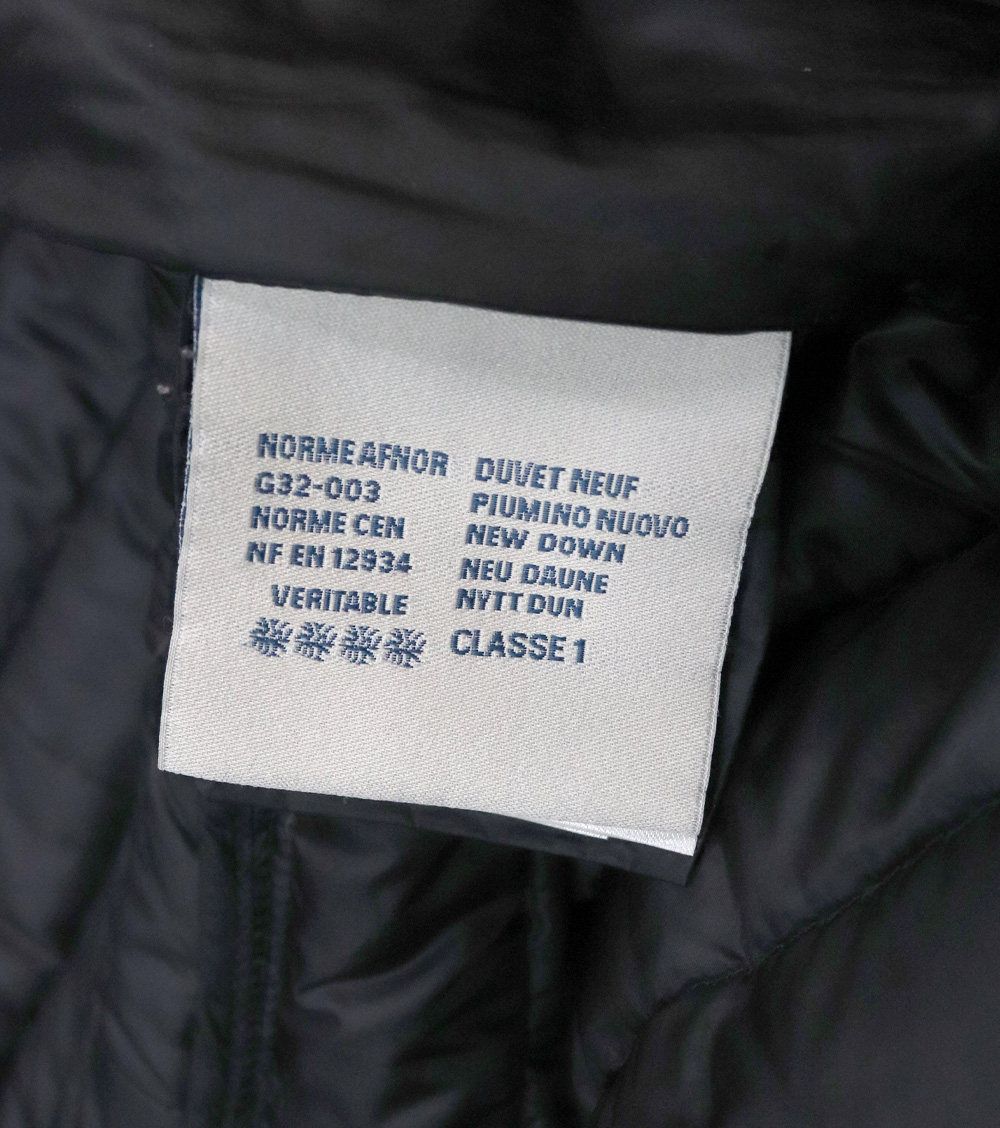 NORME AFNOR
G32-003
NORME CEN
NF EN 12934
VERITABLE
DUVET NEUF
PIUMINO NUOVO
NEW DOWN
NEU DAUNE
NYTT DUN
CLASSE 1